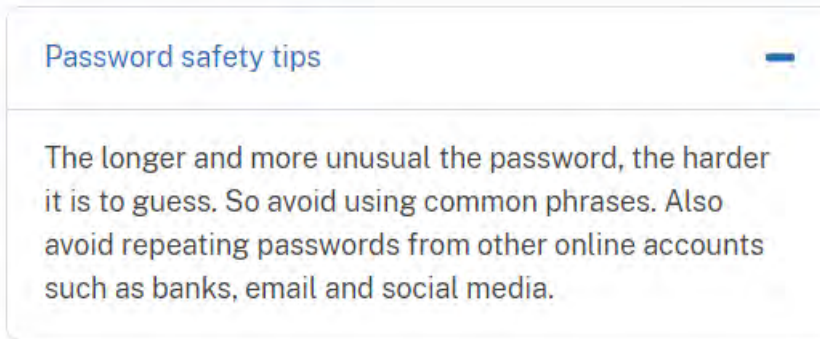 Password safety tips
The longer and more unusual the password, the harder
it is to guess. So avoid using common phrases. Also
avoid repeating passwords from other online accounts
such as banks, email and social media.